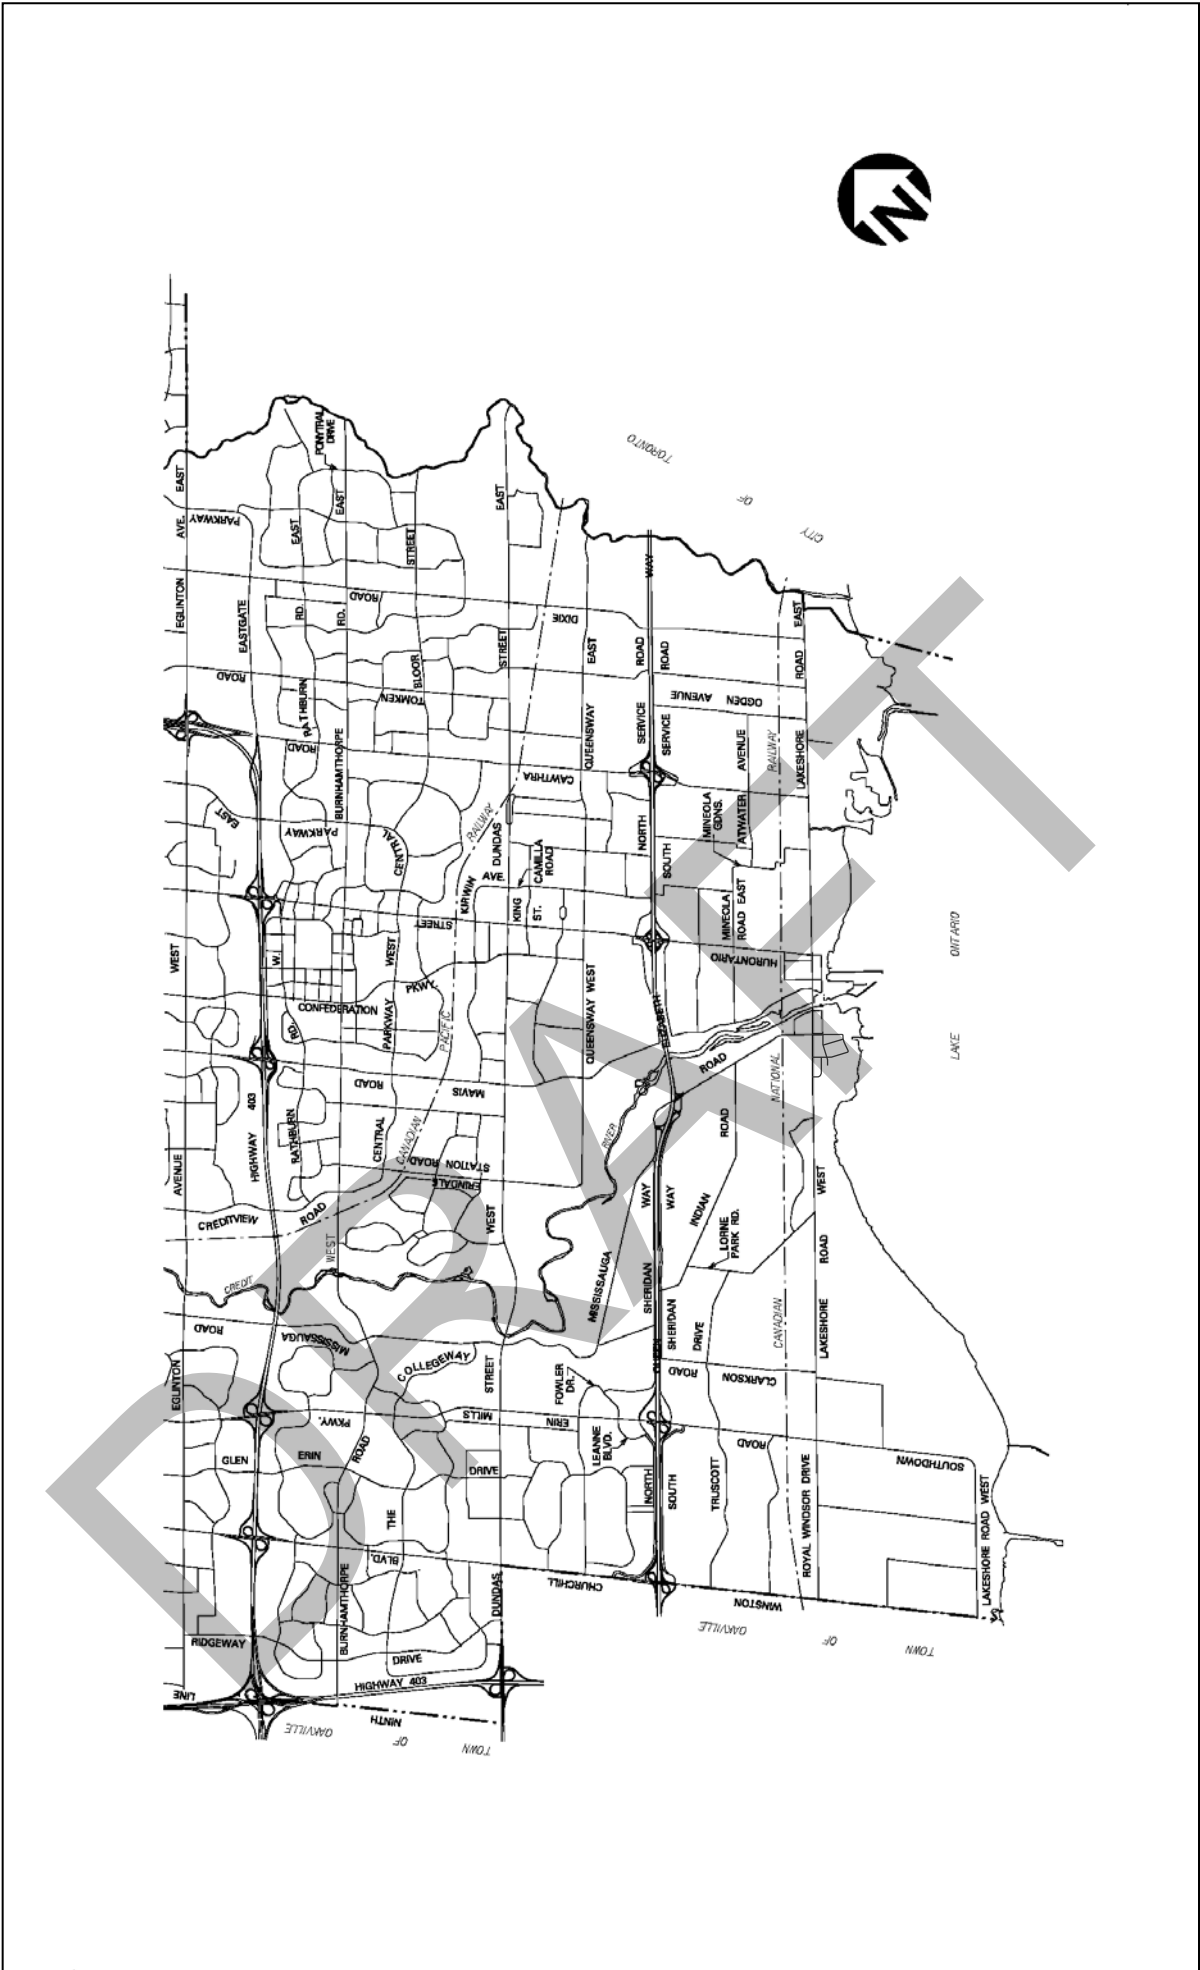 N
DRAFT
CITY
OF
TORONTO
PONYTRAIL
DRIVE
EAST
AVE.
EGLINTON
PARKWAY
EASTGATE
EAST
EAST
STREET
EAST
RD.
RD.
ROAD
DIXIE
WAY
EAST
ROAD
ROAD
ROAD
EAST
ROAD
RATHBURN
BLOOR
TOMKEN
STREET
OGDEN AVENUE
ROAD
BURNHAMTHORPE
CAWTHRA
QUEENSWAY
SERVICE
SERVICE
AVENUE
RAILWAY
LAKESHORE
EAST
PARKWAY
CENTRAL
RAILWAY
DUNDAS
CAMILLA
ROAD
NORTH
SOUTH
MINEOLA
GDNS.
ATWATER
KIRWIN
AVE.
KING
ST.
STREET
MINEOLA
ROAD EAST
HURONTARIO
WEST
W.
WEST
CONFEDERATION
PKWY.
PARKWAY
PACIFIC
QUEENSWAY WEST
ELIZABETH
LAKE
ONTARIO
RD.
ROAD
MAVIS
403
HIGHWAY
RATHBURN
CENTRAL
CANADIAN
ERINDALE
STATION ROAD
RIVER
ROAD
NATIONAL
ROAD
AVENUE
CREDITVIEW
ROAD
WEST
WEST
WAY
WAY
INDIAN
LORNE
PARK RD.
WEST
ROAD
CREDIT
MISSISSAUGA
ROAD
MISSISSAUGA
SHERIDAN
SHERIDAN
DRIVE
CANADIAN
LAKESHORE
COLLEGEWAY
STREET
FOWLER
DR.
QUEEN
CLARKSON
ROAD
EGLINTON
PKWY.
MILLS
ERIN
LEANNE
BLVD.
GLEN
ERIN
ROAD
DRIVE
NORTH
SOUTH
TRUSCOTT
ROAD
SOUTHDOWN
ROYAL WINDSOR DRIVE
LAKESHORE ROAD WEST
THE
BLVD.
BURNHAMTHORPE
DUNDAS
CHURCHILL
WINSTON
RIDGEWAY
DRIVE
HIGHWAY 403
LINE
NINTH
TOWN
OF
OAKVILLE
TOWN
OF
OAKVILLE